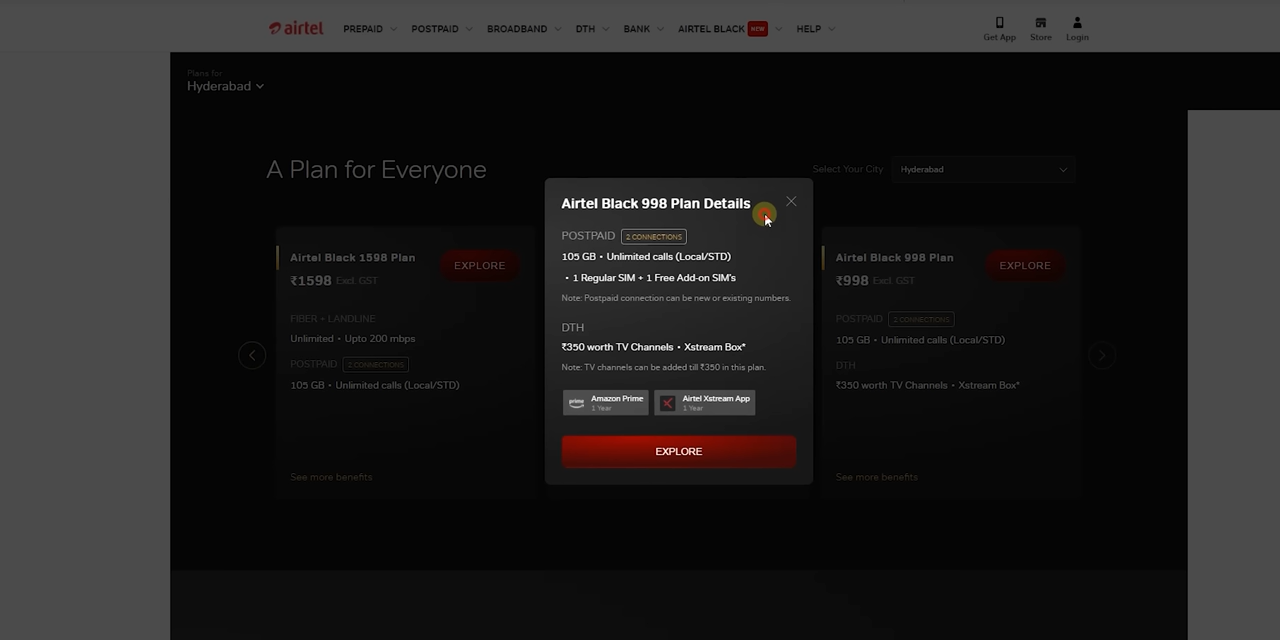 airtel
PREPAID
POSTPAID
BROADBAND
DTH
BANK
AIRTEL BLACK NEW
HELP
Get App
Store
Login
Plans for
Hyderabad
A Plan for Everyone
Select Your City
Hyderabad
Airtel Black 1598 Plan
₹1598 Excl. GST
EXPLORE
FIBER + LANDLINE
Unlimited • Upto 200 mbps
POSTPAID 2 CONNECTIONS
105 GB • Unlimited calls (Local/STD)
See more benefits
Airtel Black 998 Plan Details
POSTPAID 2 CONNECTIONS
105 GB • Unlimited calls (Local/STD)
• 1 Regular SIM + 1 Free Add-on SIM's
Note: Postpaid connection can be new or existing numbers.
DTH
₹350 worth TV Channels • Xstream Box*
Note: TV channels can be added till ₹350 in this plan.
prime
Amazon Prime
1 Year
Airtel Xstream App
1 Year
EXPLORE
Airtel Black 998 Plan
₹998 Excl. GST
EXPLORE
POSTPAID 2 CONNECTIONS
105 GB • Unlimited calls (Local/STD)
DTH
₹350 worth TV Channels • Xstream Box*
See more benefits